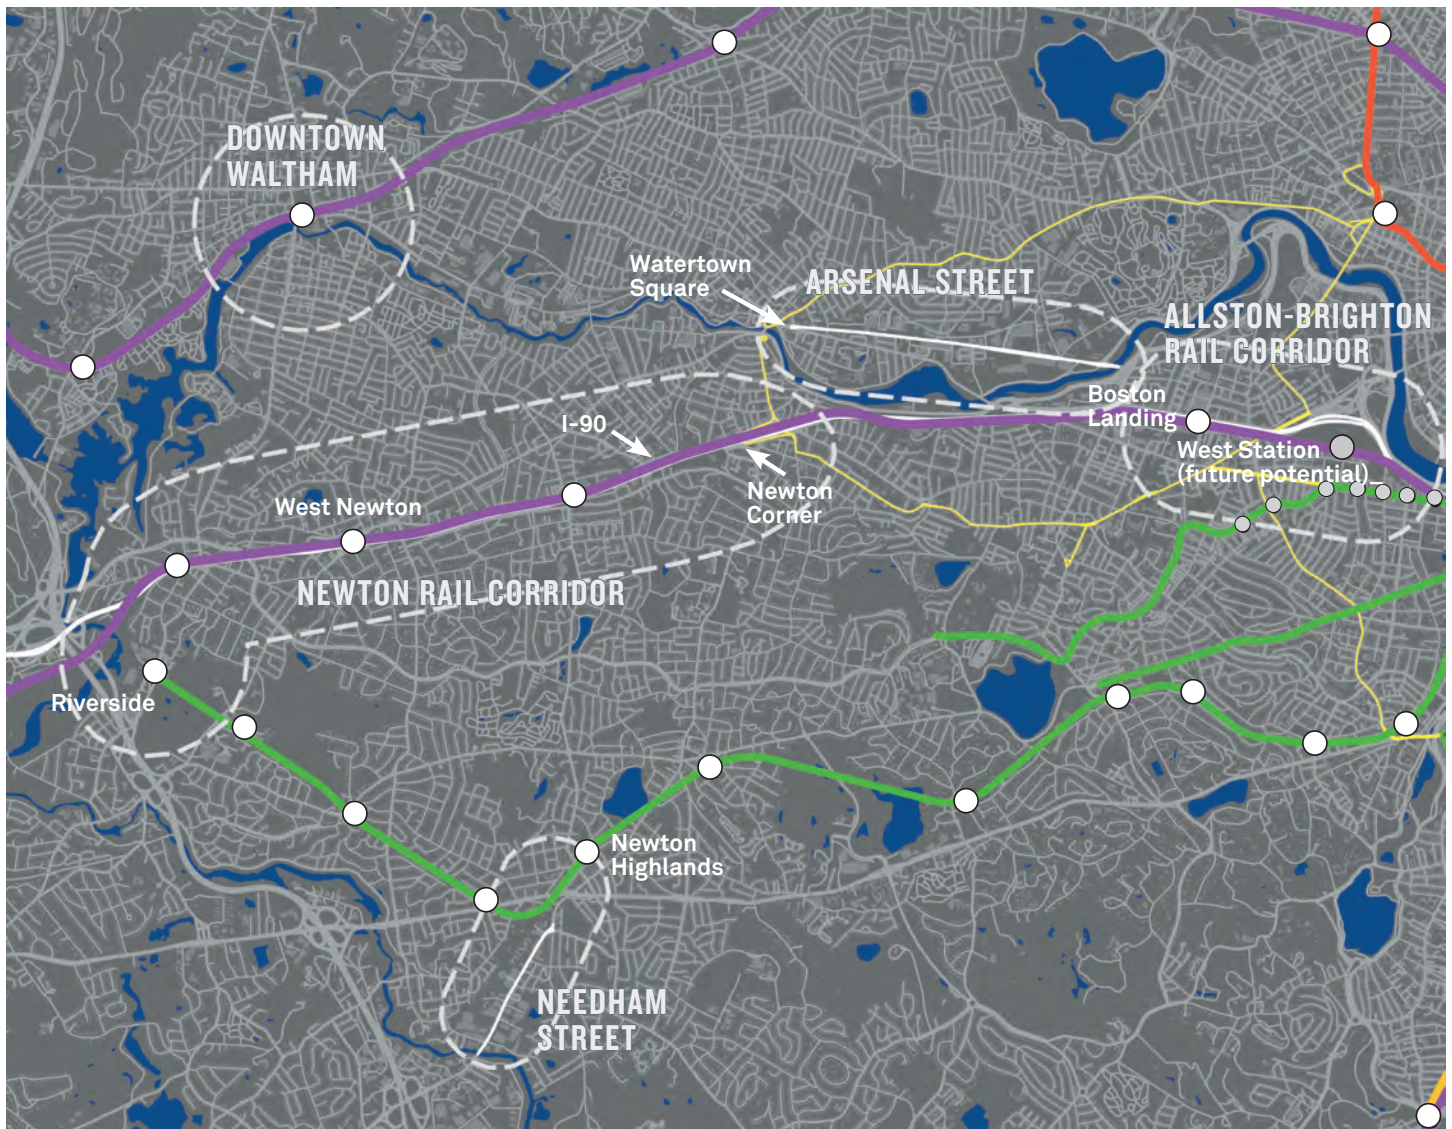 DOWNTOWN
WALTHAM
Watertown
Square
ARSENAL STREET
ALLSTON-BRIGHTON
RAIL CORRIDOR
Boston
Landing
I-90
West Station
(future potential)_
Newton
Corner
West Newton
NEWTON RAIL CORRIDOR
Riverside
Newton
Highlands
NEEDHAM
STREET